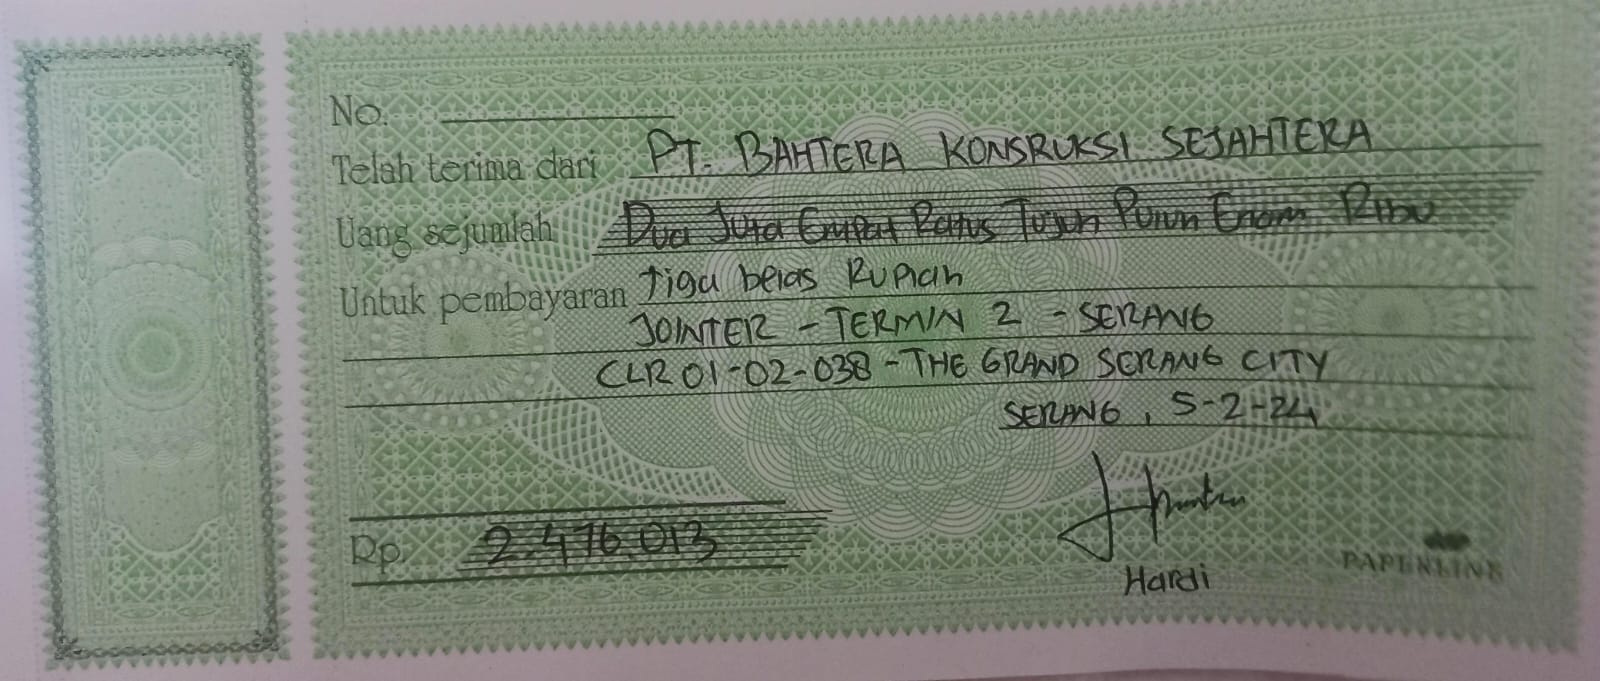 No.
Telah terima dari PT. BAHTERA KONSRUKSI SEJAHTERA
Uang sejumlah Dua Juta Empat Ratus Tujuh Puluh Enam Ribu
Untuk pembayaran Tiga belas Rupiah
JOINTER - TERMIN 2 - SERANG
CLR 01-02-038 - THE GRAND SERANG CITY
SERANG, 5-2-24
Rp. 2.476.013
Hardi
PAPERLINE